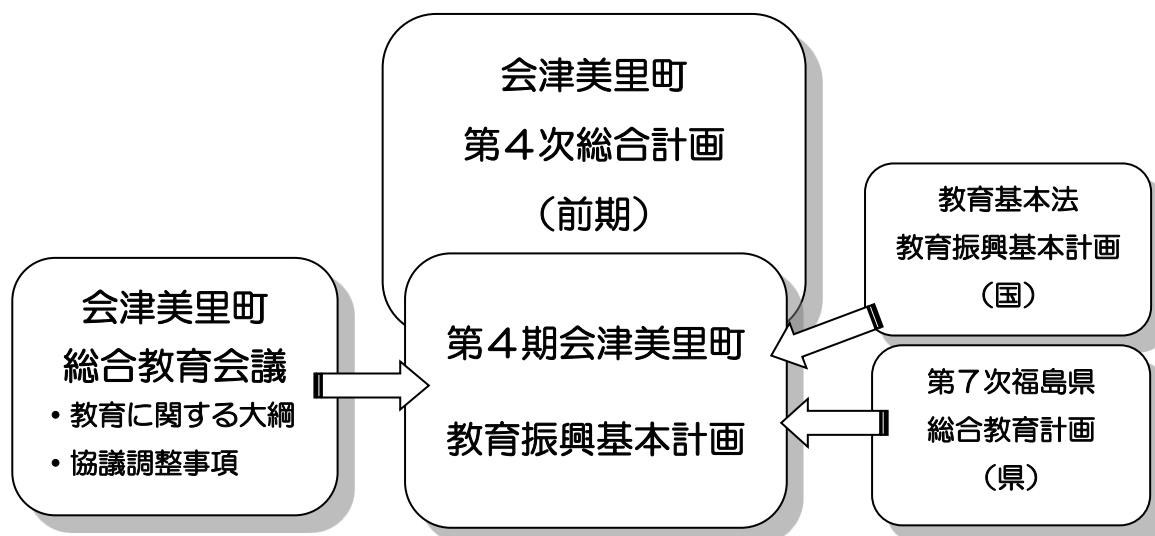 会津美里町
第４次総合計画
（前期）
第４期会津美里町
教育振興基本計画
会津美里町
総合教育会議
・教育に関する大綱
・協議調整事項
教育基本法
教育振興基本計画
（国）
第７次福島県
総合教育計画
（県）